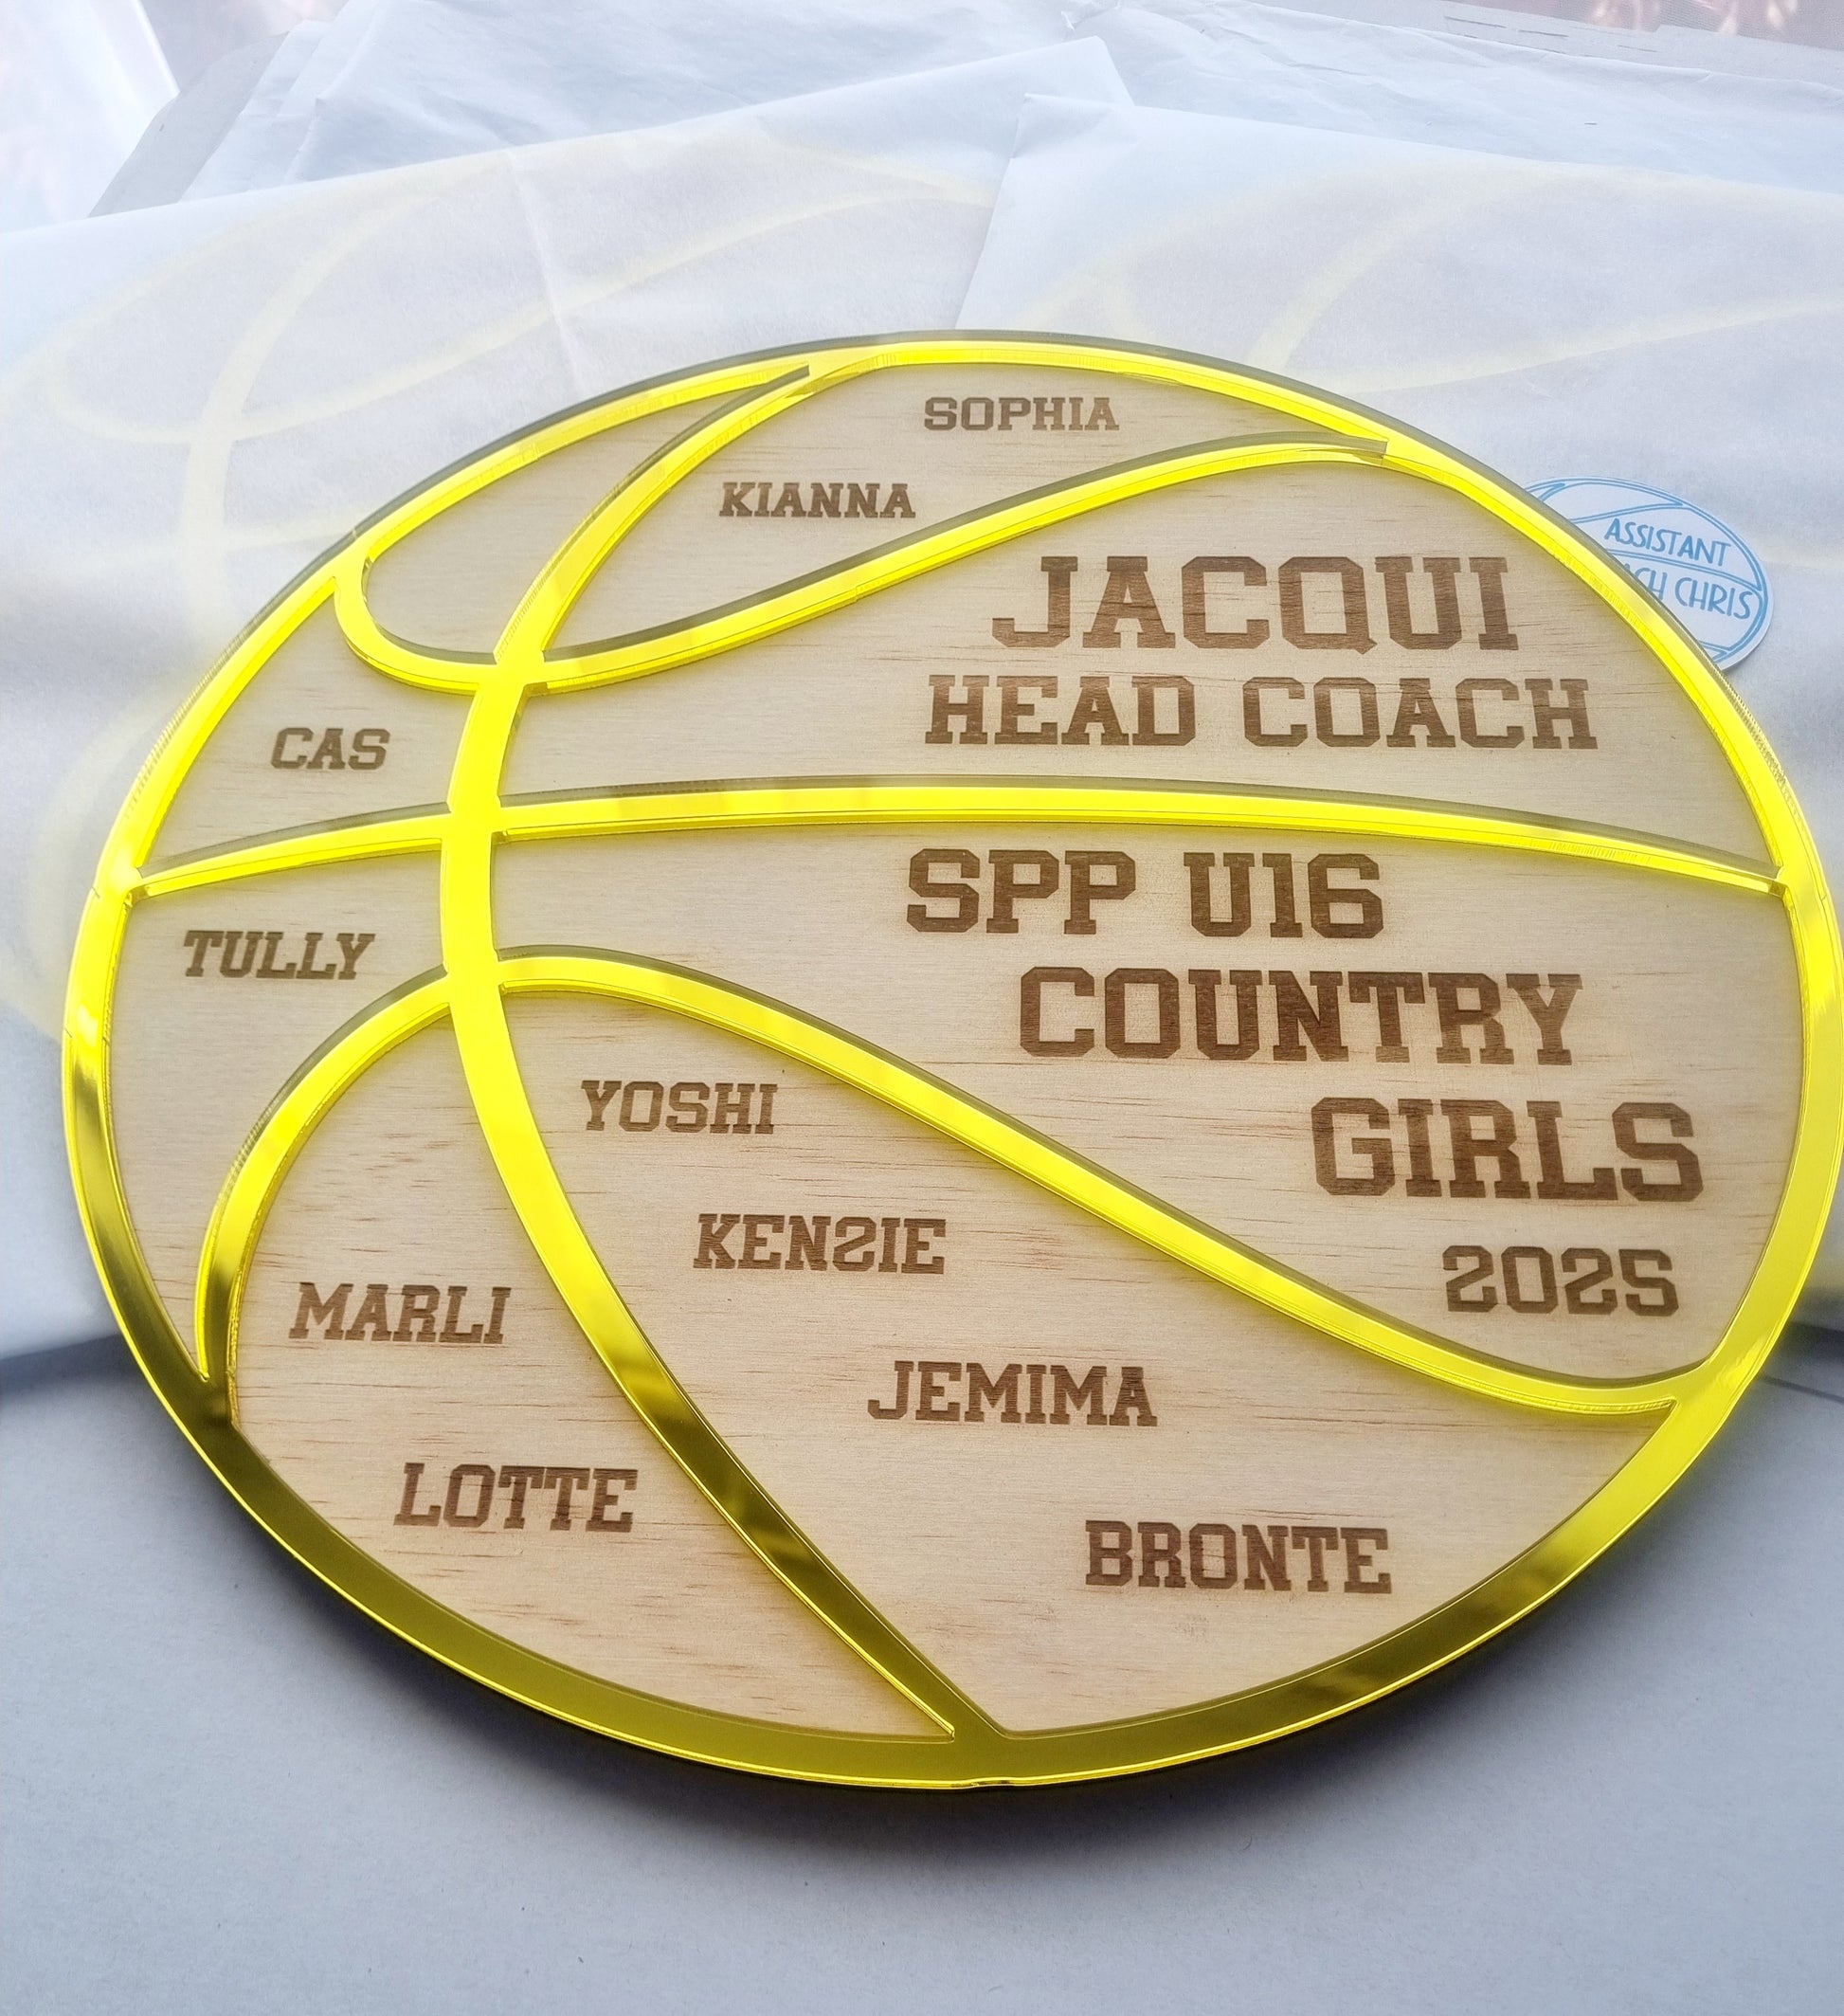 SOPHIA
KIANNA
JACQUI
HEAD COACH
ASSISTANT
CHRIS
CAS
SPP U16
COUNTRY
GIRLS
2025
TULLY
YOSHI
KENZIE
MARLI
JEMIMA
LOTTE
BRONTE